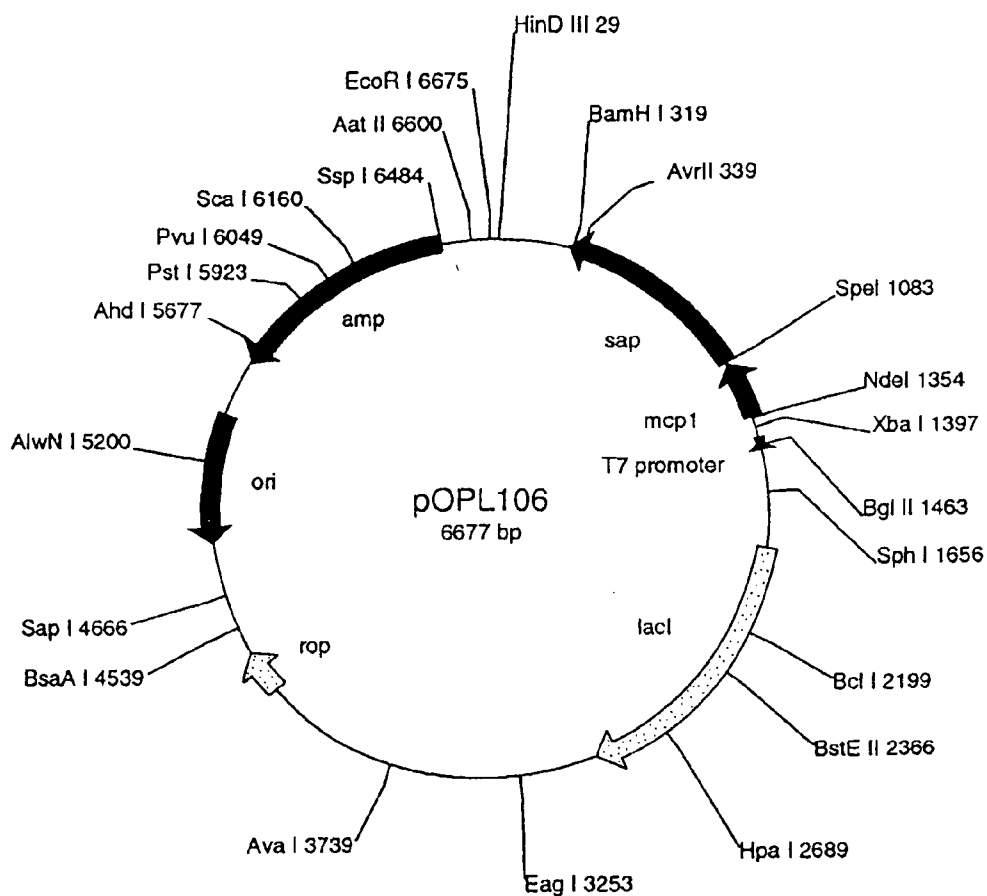 HinD III 29
EcoR I 6675
BamH I 319
Aat II 6600
AvrII 339
Ssp I 6484
Sca I 6160
Pvu I 6049
Pst I 5923
SpeI 1083
Ahd I 5677
amp
sap
NdeI 1354
mcp1
Xba I 1397
AlwN I 5200
T7 promoter
ori
pOPL106
6677 bp
Bgl II 1463
Sph I 1656
Sap I 4666
lacI
rop
BsaA I 4539
Bcl I 2199
BstE II 2366
Ava I 3739
Hpa I 2689
Eag I 3253